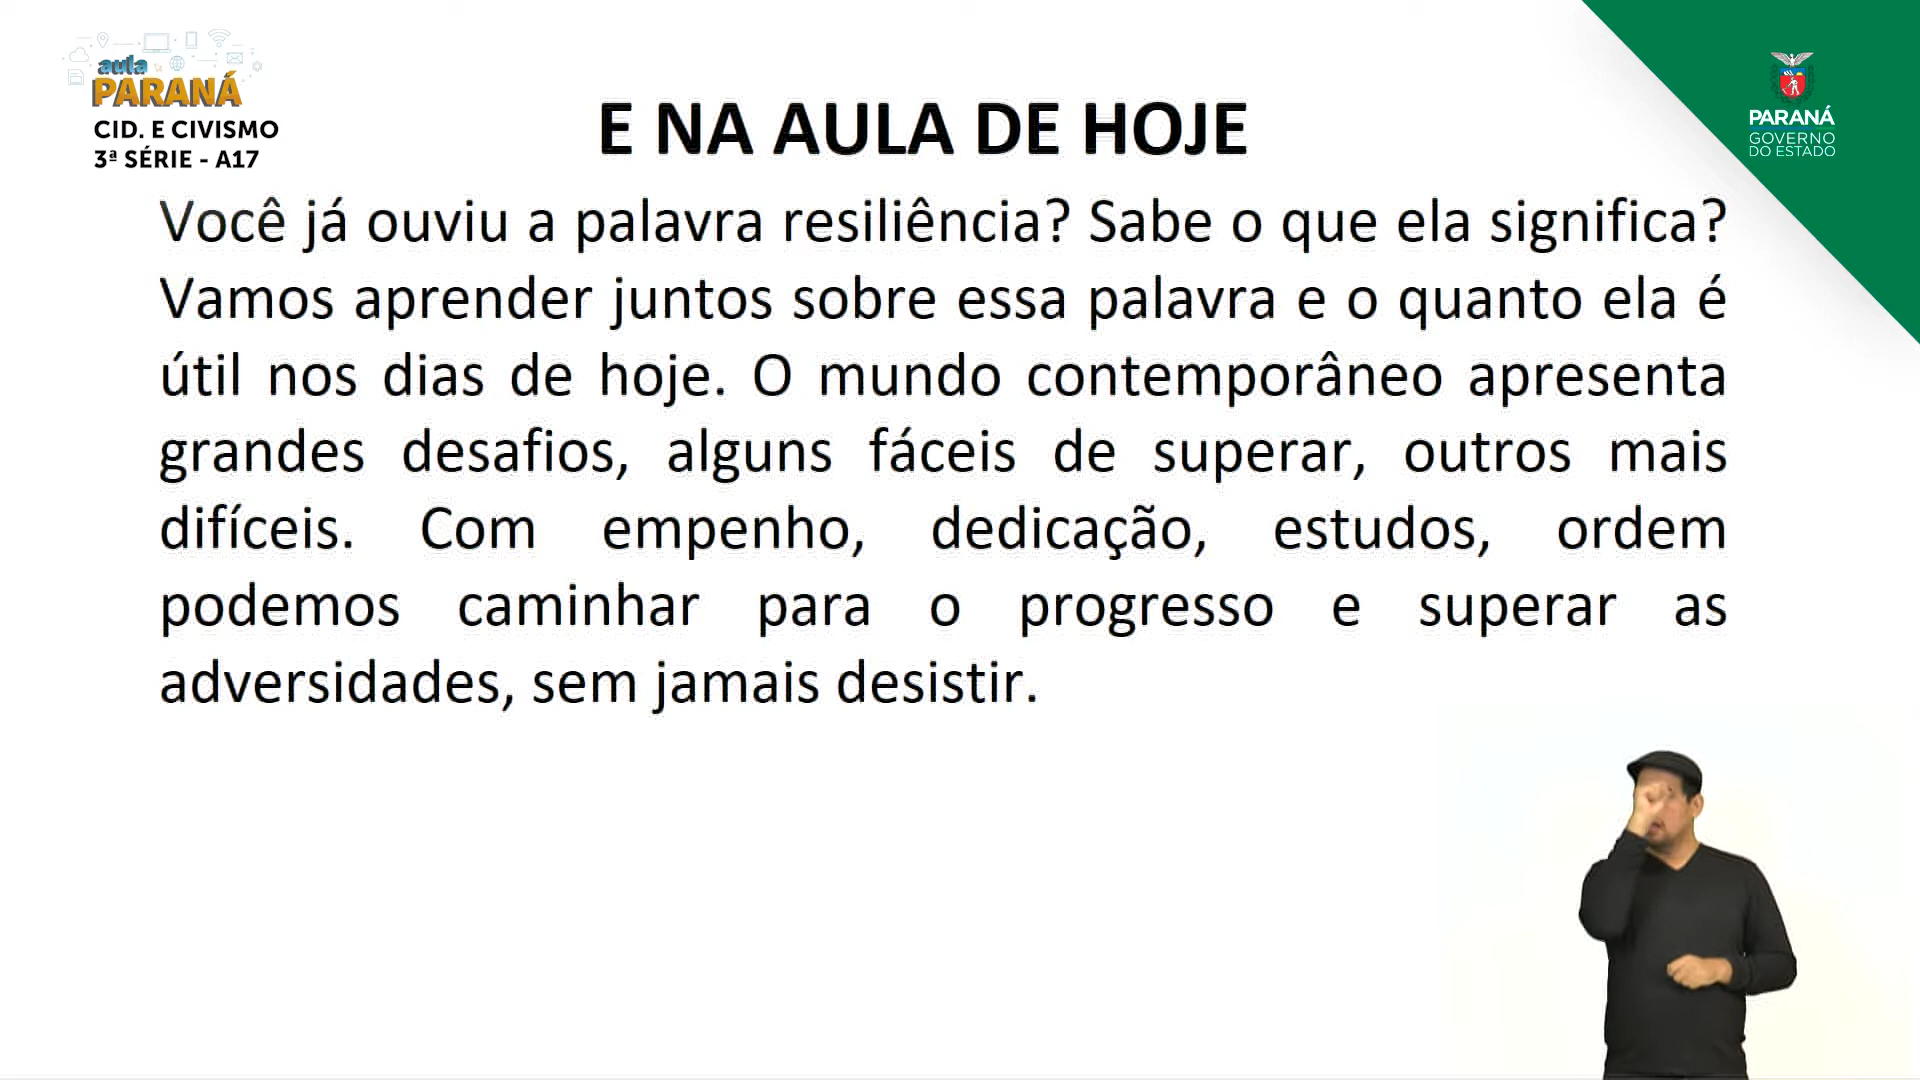 aula
PARANÁ
CID. E CIVISMO
3ª SÉRIE - A17
PARANÁ
GOVERNO
DO ESTADO
E NA AULA DE HOJE
Você já ouviu a palavra resiliência? Sabe o que ela significa?
Vamos aprender juntos sobre essa palavra e o quanto ela é
útil nos dias de hoje. O mundo contemporâneo apresenta
grandes desafios, alguns fáceis de superar, outros mais
difíceis. Com empenho, dedicação, estudos, ordem
podemos caminhar para o progresso e superar as
adversidades, sem jamais desistir.